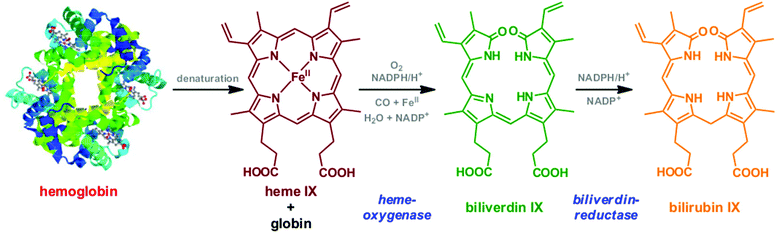 hemoglobin
denaturation
N
N
N
N
Fe^II
HOOC
COOH
heme IX
+
globin
O₂
NADPH/H⁺
CO + Fe^II
H₂O + NADP⁺
heme-
oxygenase
O
O
NH
HN
N
HN
HOOC
COOH
biliverdin IX
NADPH/H⁺
NADP⁺
biliverdin-
reductase
O
O
NH
HN
NH
HN
HOOC
COOH
bilirubin IX